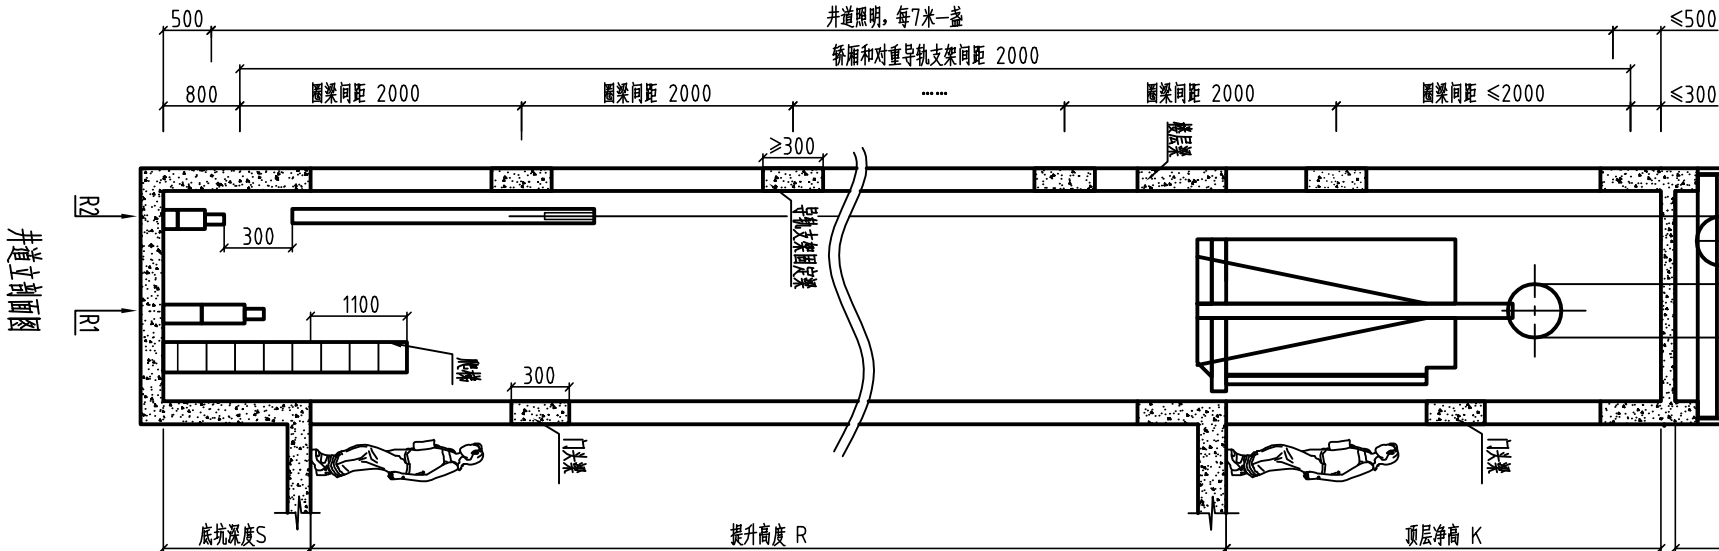 500
井道照明，每7米一盏
≤500
轿厢和对重导轨支架间距 2000
800
圈梁间距 2000
圈梁间距 2000
……
圈梁间距 2000
圈梁间距 ≤2000
≤300
楼层梁
≥300
R2
300
导轨支架固定梁
井道立剖面图
R1
1100
爬梯
300
门头梁
门头梁
底坑深度S
提升高度 R
顶层净高 K